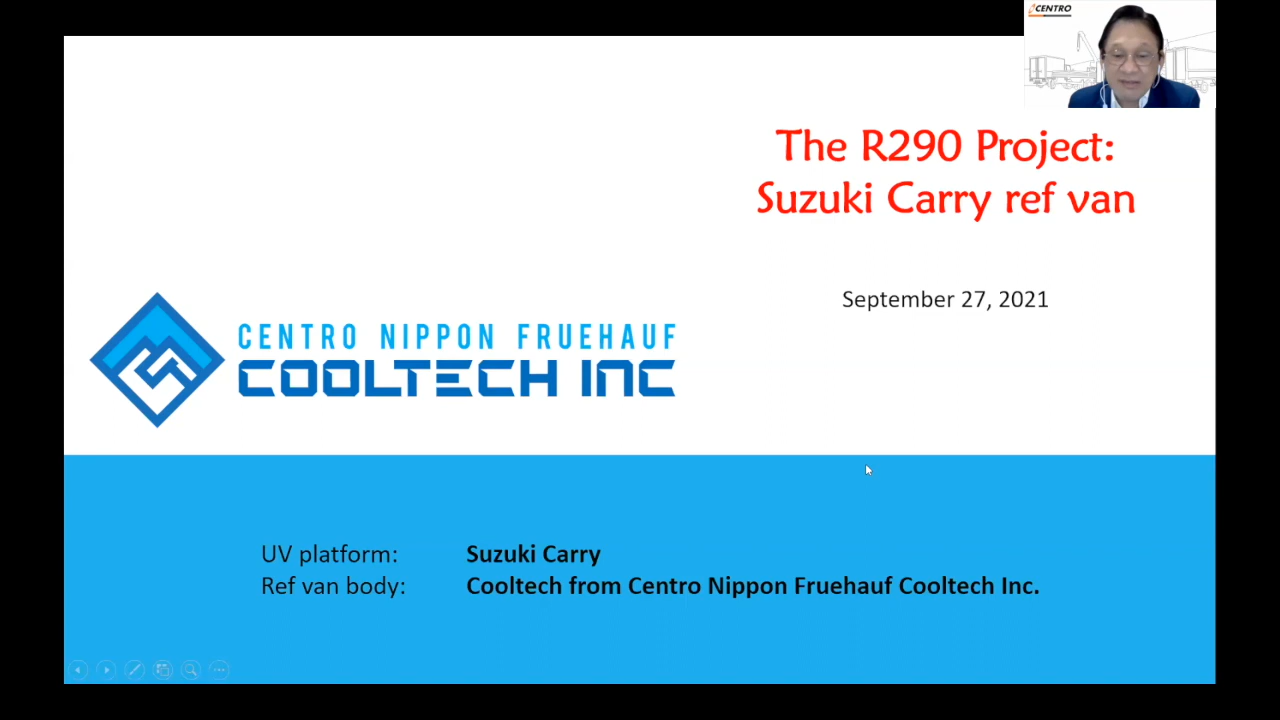 CENTRO
The R290 Project:
Suzuki Carry ref van
September 27, 2021
CENTRO NIPPON FRUEHAUF
COOLTECH INC
UV platform: Suzuki Carry
Ref van body: Cooltech from Centro Nippon Fruehauf Cooltech Inc.